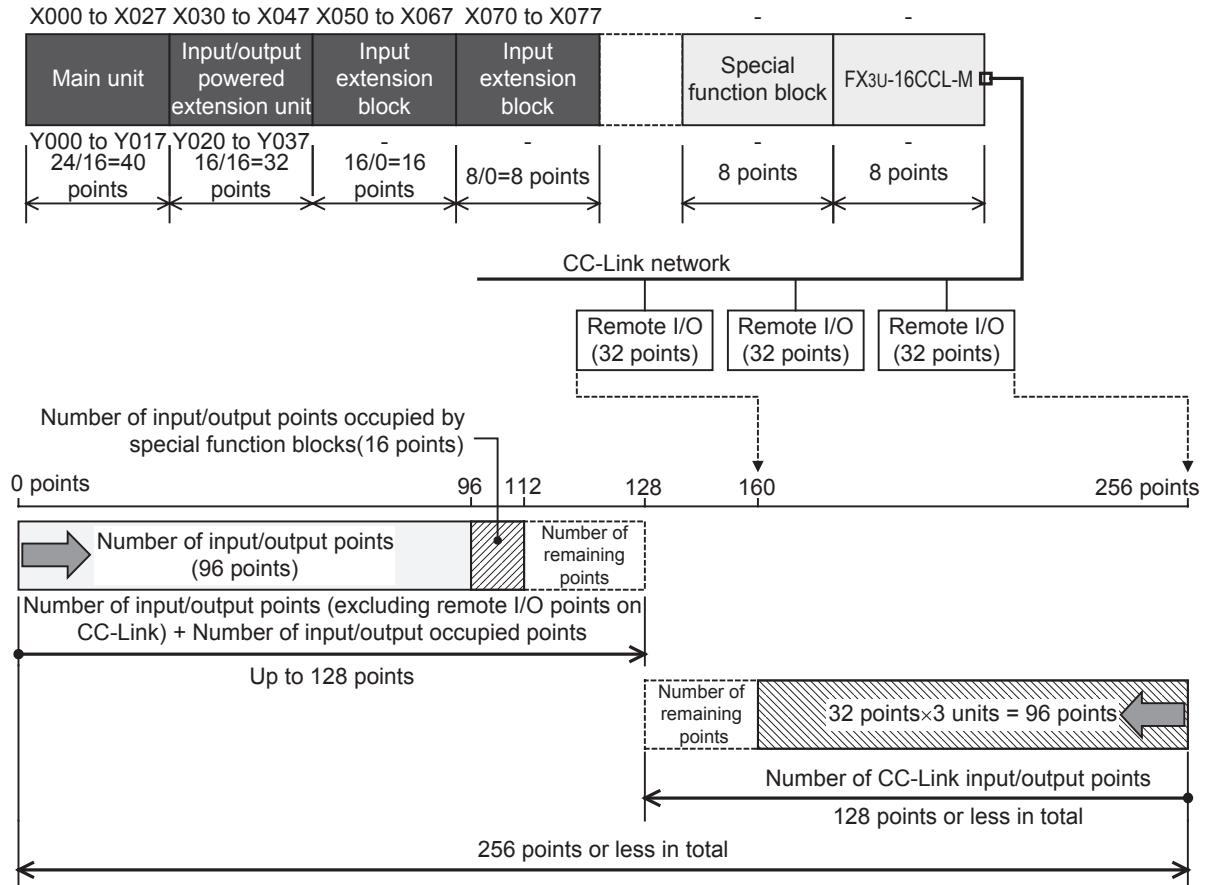 X000 to X027 X030 to X047 X050 to X067 X070 to X077 - -
Main unit
Input/output
powered
extension unit
Input
extension
block
Input
extension
block
Special
function block
FX3U-16CCL-M
Y000 to Y017 Y020 to Y037 - - - -
24/16=40
points
16/16=32
points
16/0=16
points
8/0=8 points
8 points
8 points
CC-Link network
Remote I/O
(32 points)
Remote I/O
(32 points)
Remote I/O
(32 points)
Number of input/output points occupied by
special function blocks(16 points)
0 points 96 112 128 160 256 points
Number of input/output points
(96 points)
Number of
remaining
points
Number of input/output points (excluding remote I/O points on
CC-Link) + Number of input/output occupied points
Up to 128 points
Number of
remaining
points
32 points×3 units = 96 points
Number of CC-Link input/output points
128 points or less in total
256 points or less in total